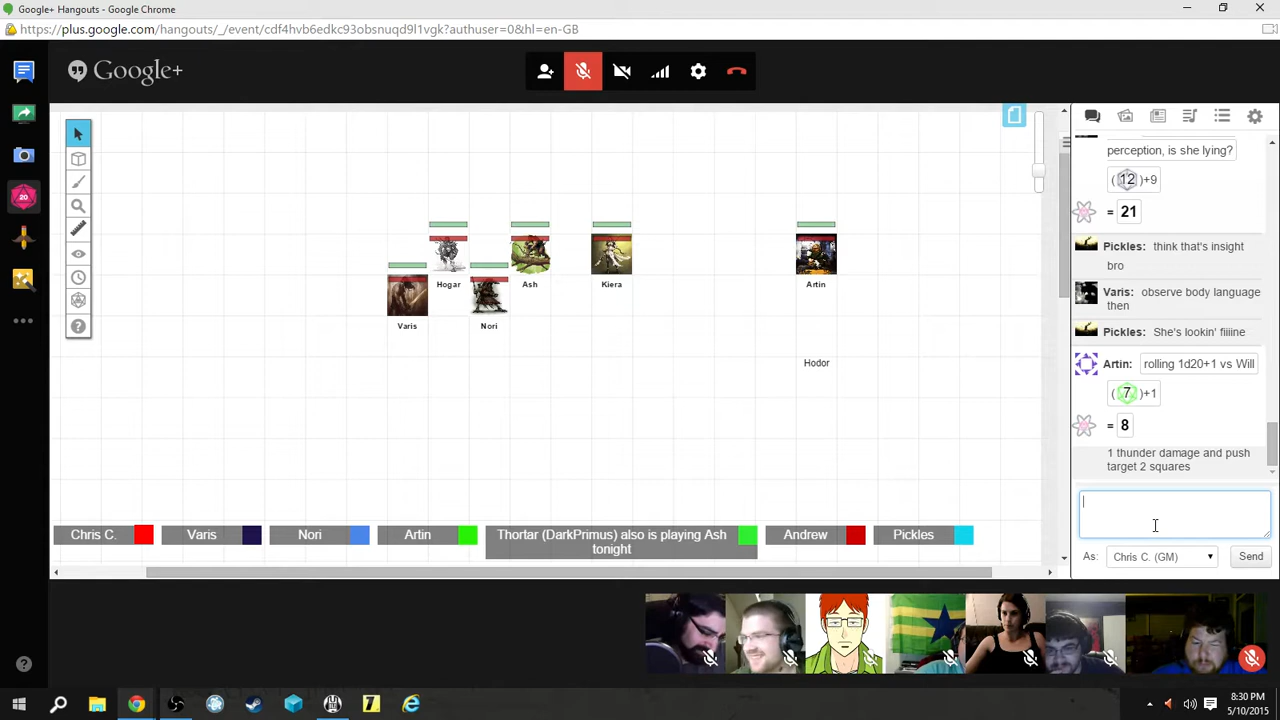 Google+ Hangouts - Google Chrome
https://plus.google.com/hangouts/_/event/cdf4hvb6edkc93obsnuqd9l1vgk?authuser=0&hl=en-GB
Google+
perception, is she lying?
(12)+9
= 21
Pickles: think that's insight
bro
Varis: observe body language
then
Pickles: She's lookin' fiiiine
Artin: rolling 1d20+1 vs Will
(7)+1
= 8
1 thunder damage and push
target 2 squares
As: Chris C. (GM) Send
Hogar
Ash
Kiera
Artin
Varis
Nori
Hodor
Chris C.
Varis
Nori
Artin
Thortar (DarkPrimus) also is playing Ash
tonight
Andrew
Pickles
8:30 PM
5/10/2015